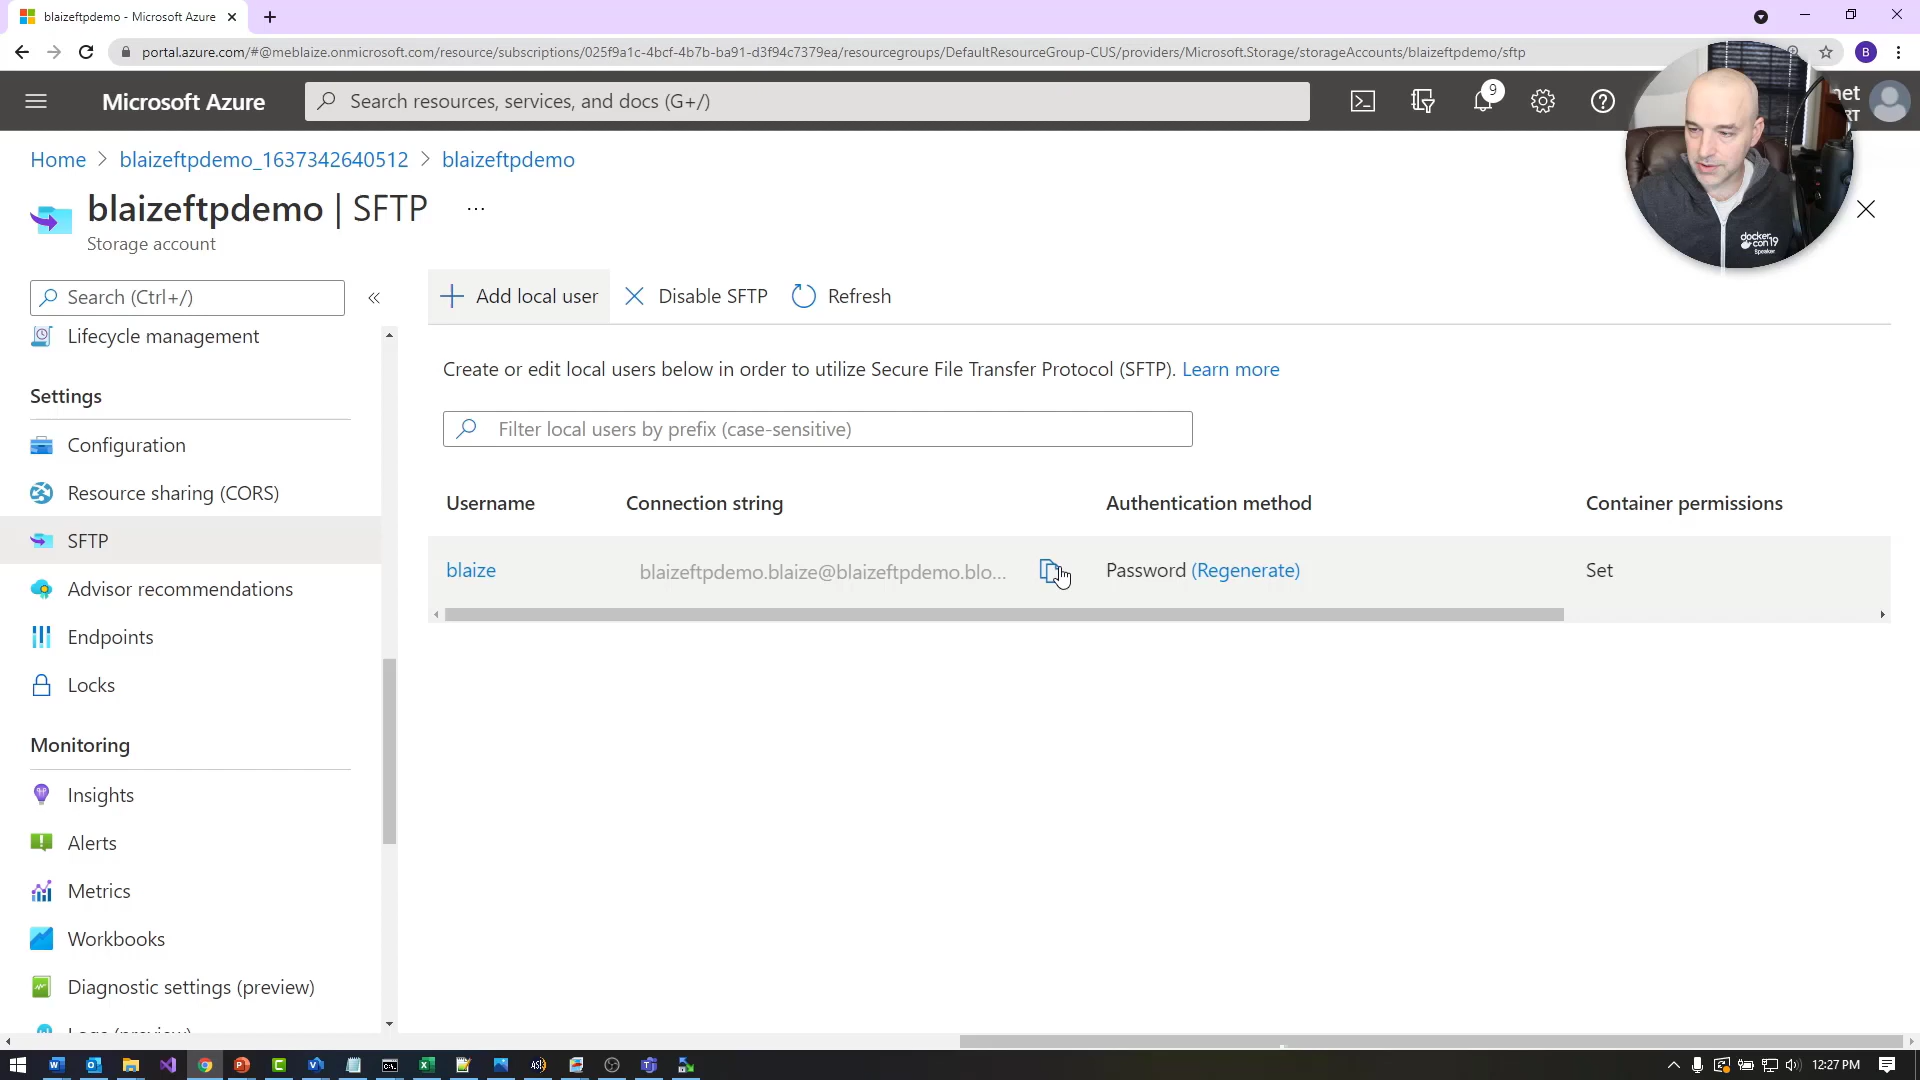 blaizeftpdemo - Microsoft Azure
portal.azure.com/#@meblaize.onmicrosoft.com/resource/subscriptions/025f9a1c-4bcf-4b7b-ba91-d3f94c7379ea/resourcegroups/DefaultResourceGroup-CUS/providers/Microsoft.Storage/storageAccounts/blaizeftpdemo/sftp
B
Microsoft Azure
Search resources, services, and docs (G+/)
9
Home > blaizeftpdemo_1637342640512 > blaizeftpdemo
blaizeftpdemo | SFTP ...
Storage account
docker
con19
Speaker
Search (Ctrl+/)
«
Add local user
Disable SFTP
Refresh
Lifecycle management
Settings
Configuration
Resource sharing (CORS)
SFTP
Advisor recommendations
Endpoints
Locks
Monitoring
Insights
Alerts
Metrics
Workbooks
Diagnostic settings (preview)
Create or edit local users below in order to utilize Secure File Transfer Protocol (SFTP). Learn more
Filter local users by prefix (case-sensitive)
Username Connection string Authentication method Container permissions
blaize blaizeftpdemo.blaize@blaizeftpdemo.blo... Password (Regenerate) Set
12:27 PM